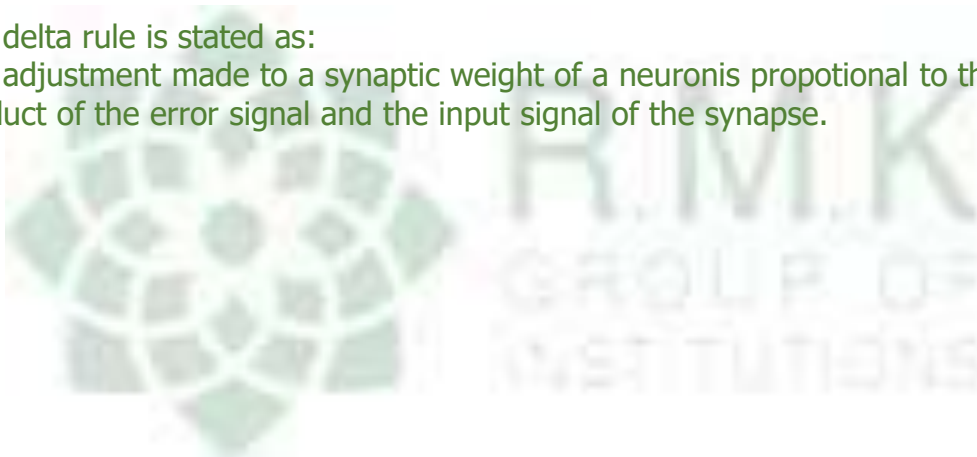 delta rule is stated as:
adjustment made to a synaptic weight of a neuronis propotional to th
luct of the error signal and the input signal of the synapse.
R.M.K
GROUP OF
INSTITUTIONS